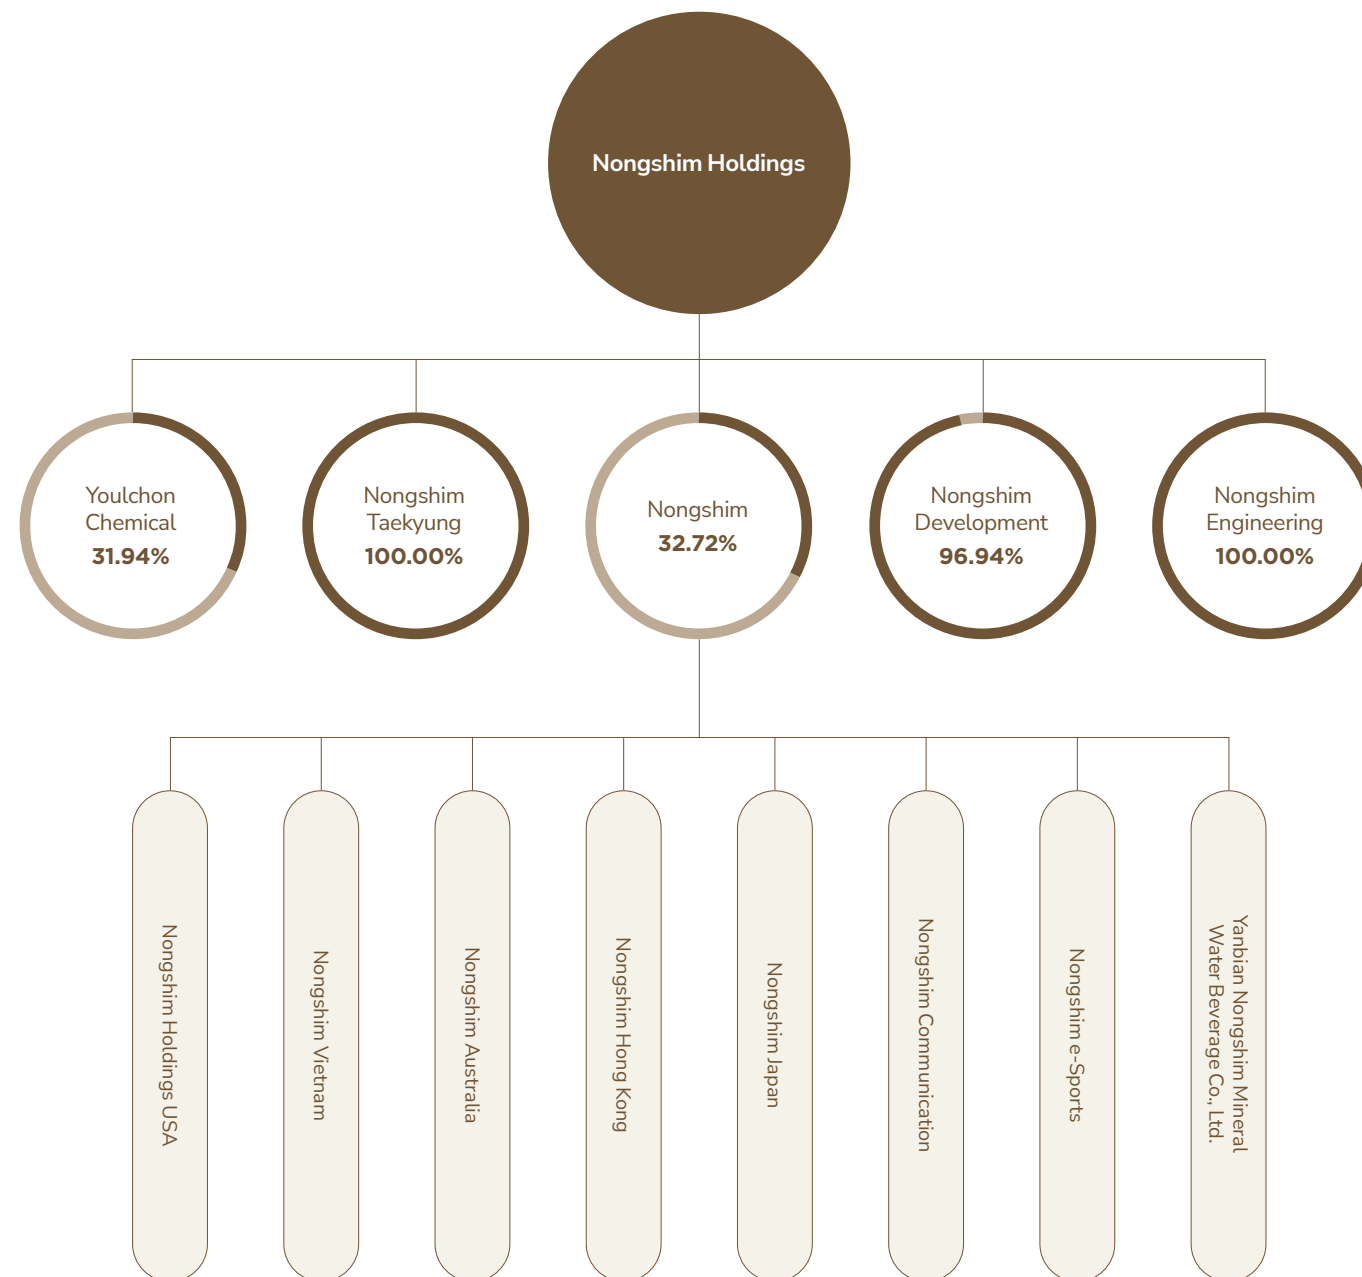 Nongshim Holdings
Youlchon
Chemical
31.94%
Nongshim
Taekyung
100.00%
Nongshim
32.72%
Nongshim
Development
96.94%
Nongshim
Engineering
100.00%
Nongshim Holdings USA
Nongshim Vietnam
Nongshim Australia
Nongshim Hong Kong
Nongshim Japan
Nongshim Communication
Nongshim e-Sports
Yanbian Nongshim Mineral
Water Beverage Co., Ltd.